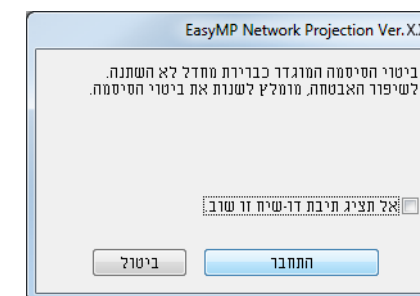 EasyMP Network Projection Ver.X.
ביטוי הסיסמה המוגדר כברירת מחדל לא השתנה.
לשיפור האבטחה, מומלץ לשנות את ביטוי הסיסמה.
אל תציג תיבת דו-שיח זו שוב.
התחבר
ביטול